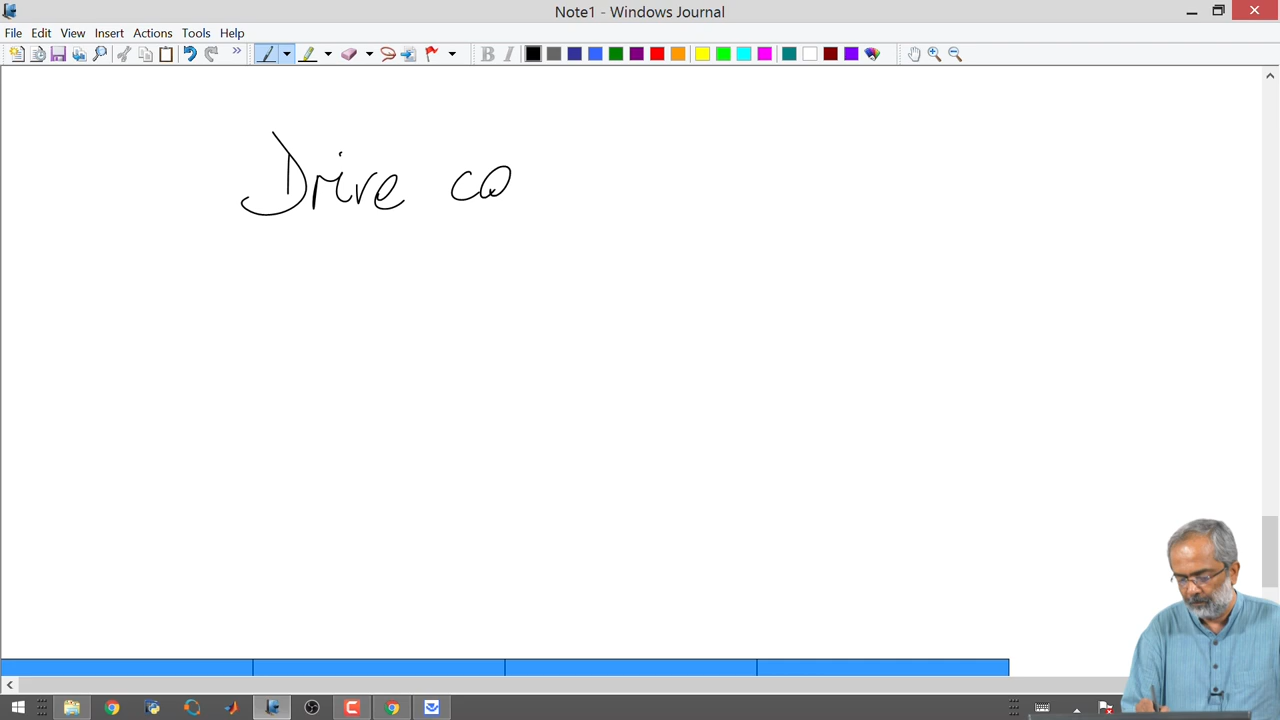 Note1 - Windows Journal
File Edit View Insert Actions Tools Help
B I
Drive co